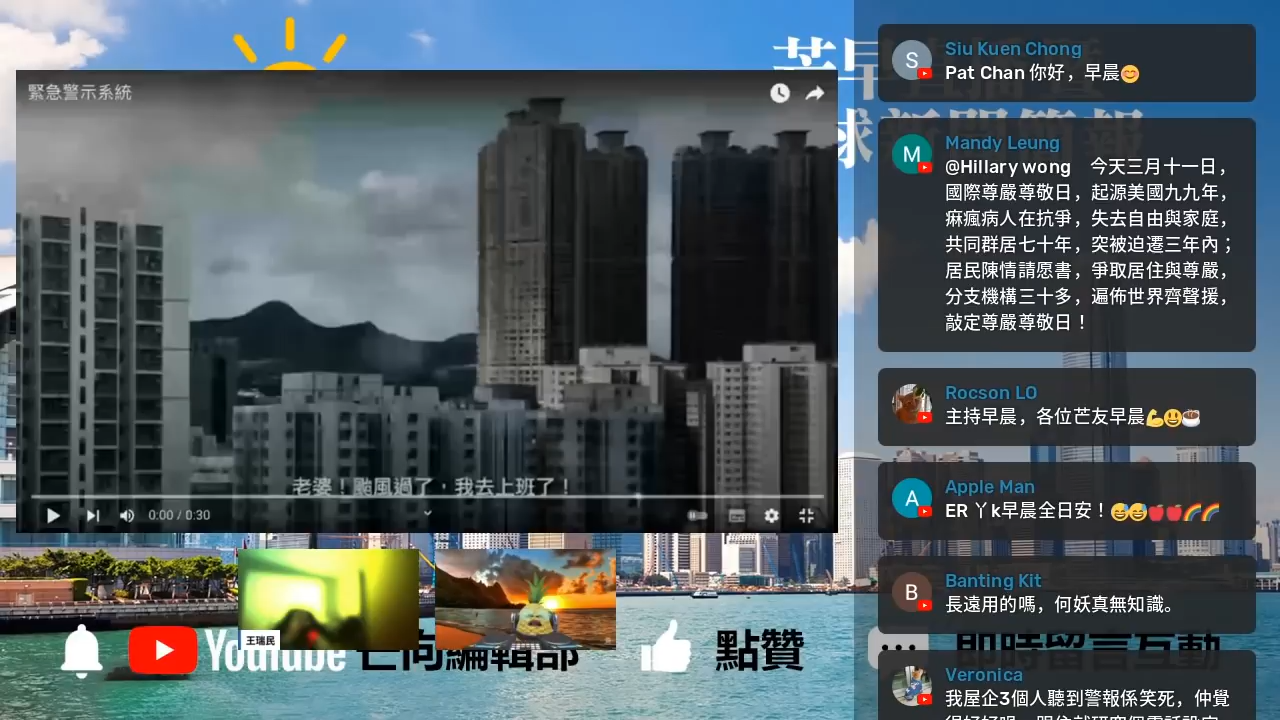 緊急警示系統
老婆！颱風過了，我去上班了！
0:00 / 0:30
王瑞民
YouTube
點贊
即時留言互動
Siu Kuen Chong
Pat Chan 你好，早晨😊
Mandy Leung
@Hillary wong　今天三月十一日，
國際尊嚴尊敬日，起源美國九九年，
痳瘋病人在抗爭，失去自由與家庭，
共同群居七十年，突被迫遷三年內；
居民陳情請愿書，爭取居住與尊嚴，
分支機構三十多，遍佈世界齊聲援，
敲定尊嚴尊敬日！
Rocson LO
主持早晨，各位芒友早晨💪😃☕
Apple Man
ER 丫k早晨全日安！😅😅🍎🍎🌈🌈
Banting Kit
長遠用的嗎，何妖真無知識。
Veronica
我屋企3個人聽到警報係笑死，仲覺